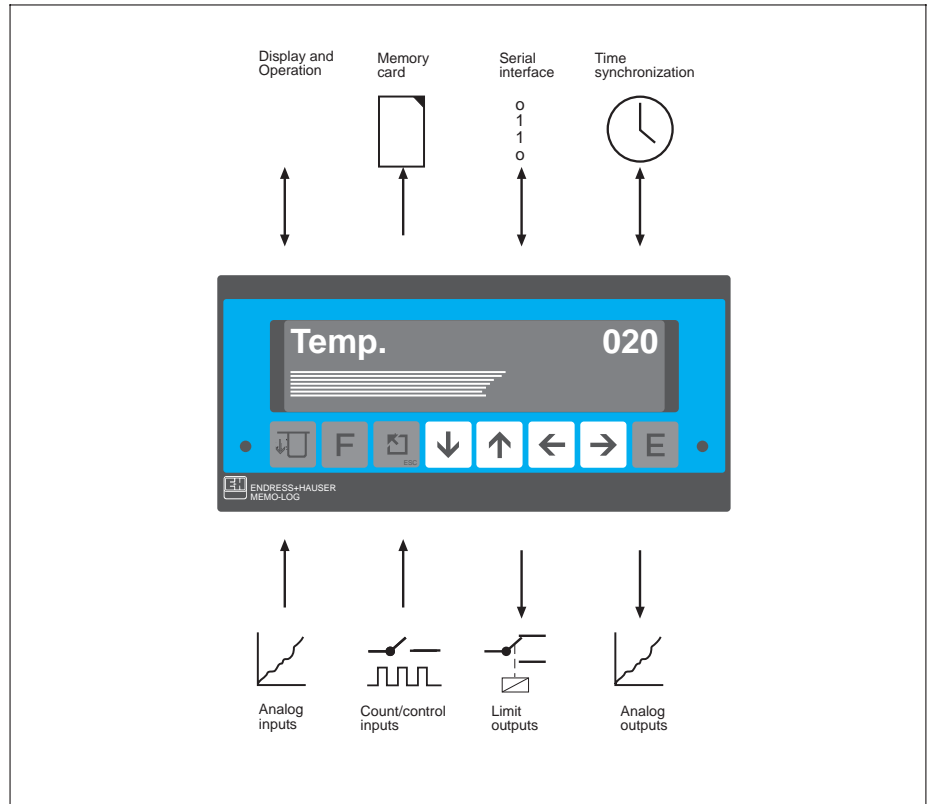 Display and
Operation
Memory
card
Serial
interface
Time
synchronization
o
1
1
o
Temp. 020
F
ESC
E
EH
ENDRESS+HAUSER
MEMO-LOG
Analog
inputs
Count/control
inputs
Limit
outputs
Analog
outputs